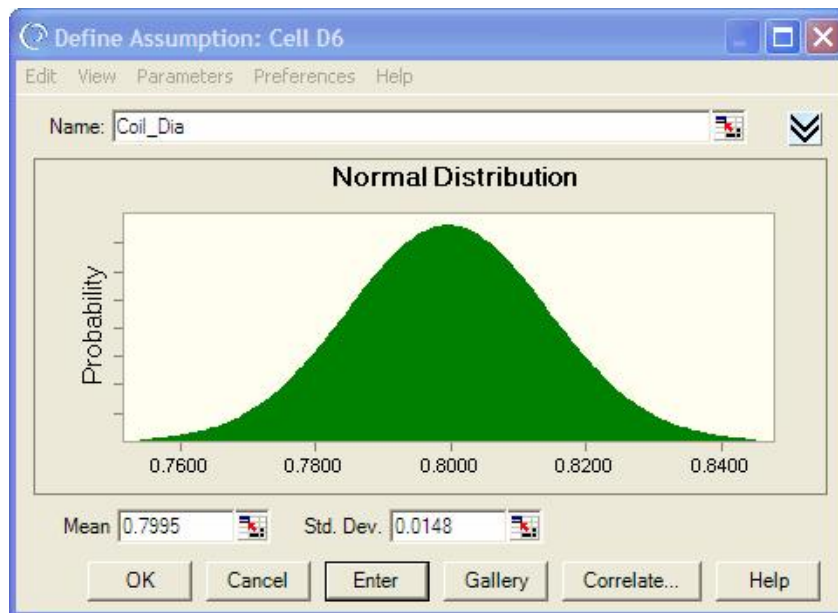 Define Assumption: Cell D6
Edit View Parameters Preferences Help
Name: Coil_Dia
Normal Distribution
Probability
0.7600 0.7800 0.8000 0.8200 0.8400
Mean 0.7995 Std. Dev. 0.0148
OK Cancel Enter Gallery Correlate... Help